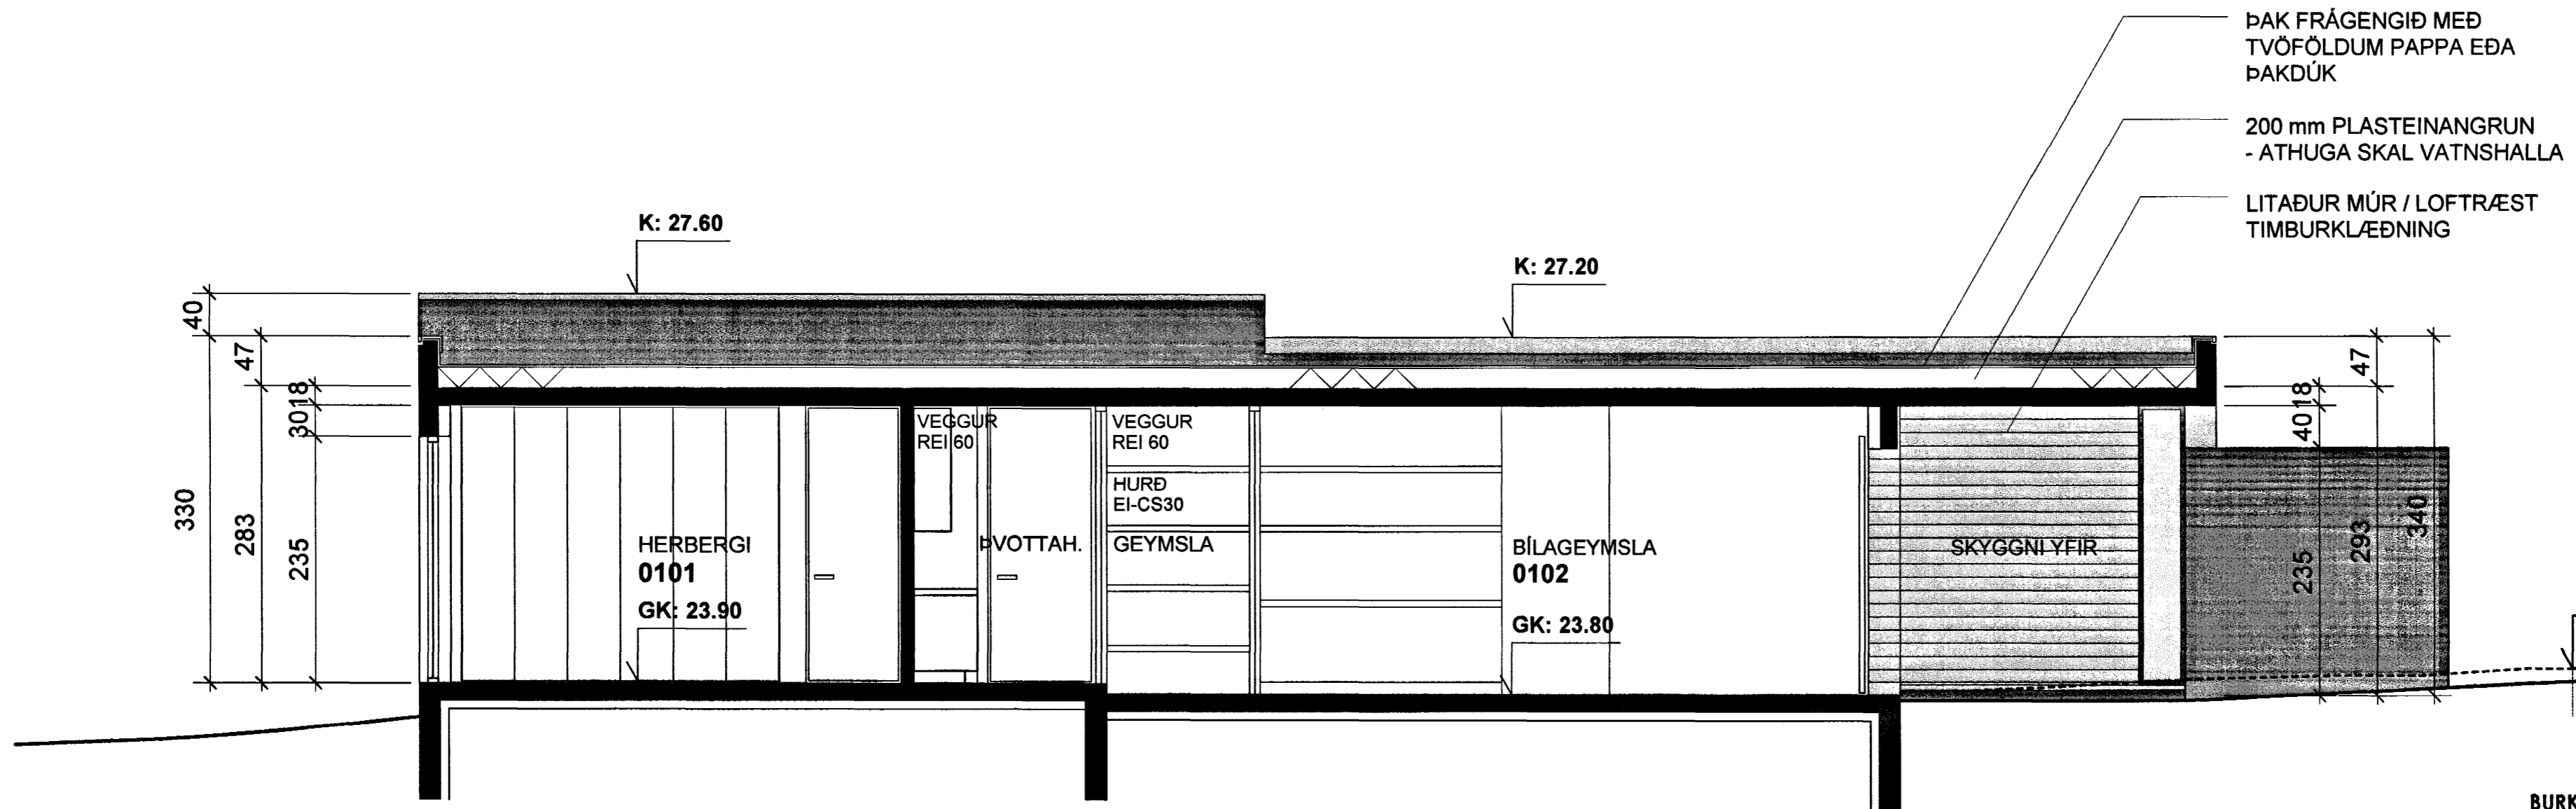 ÞAK FRÁGENGIÐ MEÐ
TVÖFÖLDUM PAPPA EÐA
ÞAKDÚK
200 mm PLASTEINANGRUN
- ATHUGA SKAL VATNSHALLA
LITAÐUR MÚR / LOFTRÆST
TIMBURKLÆÐNING
K: 27.60
K: 27.20
40
47
18
30
330
283
235
VEGGUR
REI 60
VEGGUR
REI 60
HURÐ
EI-CS30
HERBERGI
0101
GK: 23.90
ÞVOTTAH.
GEYMSLA
BÍLAGEYMSLA
0102
GK: 23.80
SKYGGNI YFIR
47
18
40
235
293
340